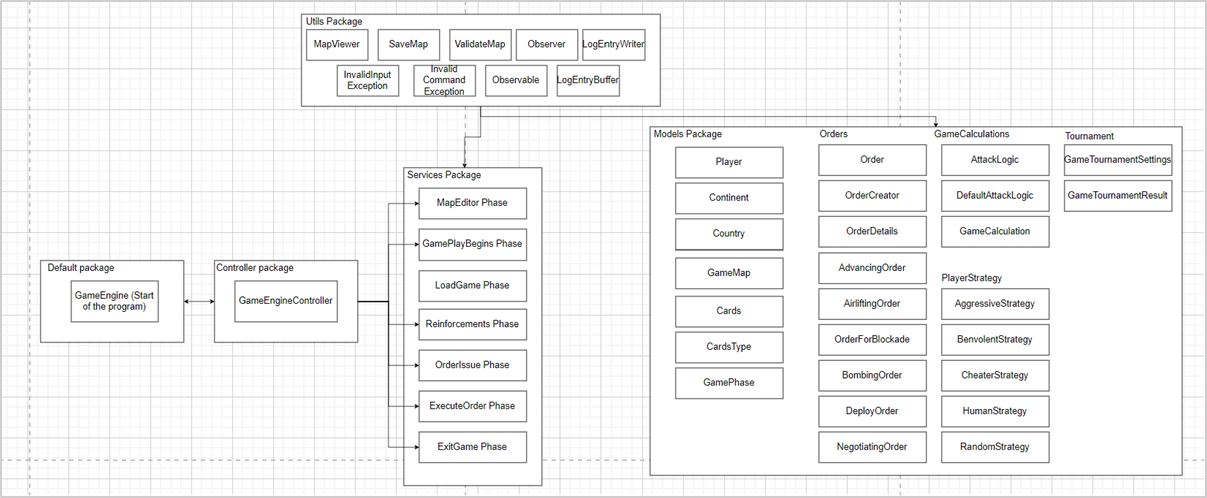 Utils Package
MapViewer
SaveMap
ValidateMap
Observer
LogEntryWriter
InvalidInput
Exception
Invalid
Command
Exception
Observable
LogEntryBuffer
Default package
GameEngine (Start
of the program)
Controller package
GameEngineController
Services Package
MapEditor Phase
GamePlayBegins Phase
LoadGame Phase
Reinforcements Phase
OrderIssue Phase
ExecuteOrder Phase
ExitGame Phase
Models Package
Player
Continent
Country
GameMap
Cards
CardsType
GamePhase
Orders
Order
OrderCreator
OrderDetails
AdvancingOrder
AirliftingOrder
OrderForBlockade
BombingOrder
DeployOrder
NegotiatingOrder
GameCalculations
AttackLogic
DefaultAttackLogic
GameCalculation
PlayerStrategy
AggressiveStrategy
BenvolentStrategy
CheaterStrategy
HumanStrategy
RandomStrategy
Tournament
GameTournamentSettings
GameTournamentResult